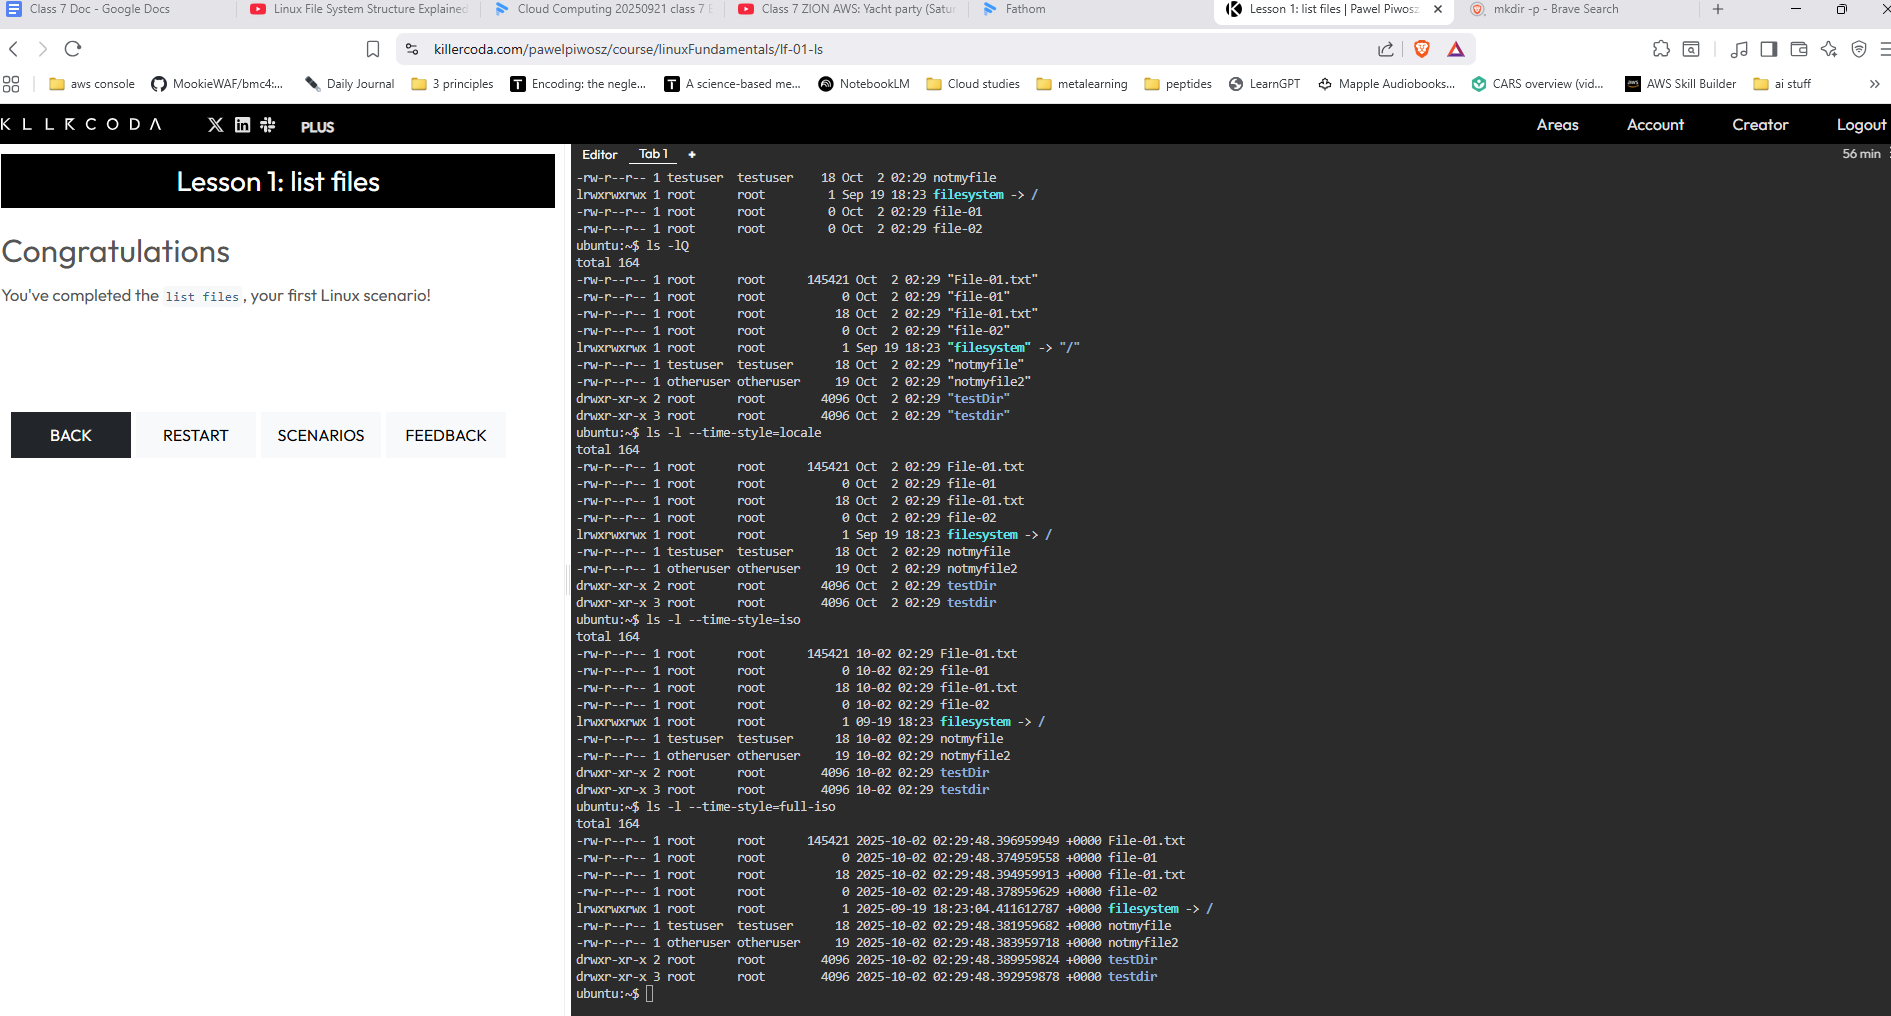 Class 7 Doc - Google Docs
Linux File System Structure Explained
Cloud Computing 20250921 class 7
Class 7 ZION AWS: Yacht party (Satur
Fathom
Lesson 1: list files | Pawel Piwosz
mkdir -p - Brave Search
killercoda.com/pawelpiwosz/course/linuxFundamentals/lf-01-ls
aws console
MookieWAF/bmc4:...
Daily Journal
3 principles
Encoding: the negle...
A science-based me...
NotebookLM
Cloud studies
metalearning
peptides
LearnGPT
Mapple Audiobooks...
CARS overview (vid...
AWS Skill Builder
ai stuff
KLLRCODA
PLUS
Areas
Account
Creator
Logout
Lesson 1: list files
Congratulations
You've completed the list files, your first Linux scenario!
BACK
RESTART
SCENARIOS
FEEDBACK
Editor
Tab 1
56 min
-rw-r--r-- 1 testuser  testuser    18 Oct  2 02:29 notmyfile
lrwxrwxrwx 1 root      root         1 Sep 19 18:23 filesystem -> /
-rw-r--r-- 1 root      root         0 Oct  2 02:29 file-01
-rw-r--r-- 1 root      root         0 Oct  2 02:29 file-02
ubuntu:~$ ls -lQ
total 164
-rw-r--r-- 1 root      root      145421 Oct  2 02:29 "File-01.txt"
-rw-r--r-- 1 root      root           0 Oct  2 02:29 "file-01"
-rw-r--r-- 1 root      root          18 Oct  2 02:29 "file-01.txt"
-rw-r--r-- 1 root      root           0 Oct  2 02:29 "file-02"
lrwxrwxrwx 1 root      root           1 Sep 19 18:23 "filesystem" -> "/"
-rw-r--r-- 1 testuser  testuser      18 Oct  2 02:29 "notmyfile"
-rw-r--r-- 1 otheruser otheruser     19 Oct  2 02:29 "notmyfile2"
drwxr-xr-x 2 root      root        4096 Oct  2 02:29 "testDir"
drwxr-xr-x 3 root      root        4096 Oct  2 02:29 "testdir"
ubuntu:~$ ls -l --time-style=locale
total 164
-rw-r--r-- 1 root      root      145421 Oct  2 02:29 File-01.txt
-rw-r--r-- 1 root      root           0 Oct  2 02:29 file-01
-rw-r--r-- 1 root      root          18 Oct  2 02:29 file-01.txt
-rw-r--r-- 1 root      root           0 Oct  2 02:29 file-02
lrwxrwxrwx 1 root      root           1 Sep 19 18:23 filesystem -> /
-rw-r--r-- 1 testuser  testuser      18 Oct  2 02:29 notmyfile
-rw-r--r-- 1 otheruser otheruser     19 Oct  2 02:29 notmyfile2
drwxr-xr-x 2 root      root        4096 Oct  2 02:29 testDir
drwxr-xr-x 3 root      root        4096 Oct  2 02:29 testdir
ubuntu:~$ ls -l --time-style=iso
total 164
-rw-r--r-- 1 root      root      145421 10-02 02:29 File-01.txt
-rw-r--r-- 1 root      root           0 10-02 02:29 file-01
-rw-r--r-- 1 root      root          18 10-02 02:29 file-01.txt
-rw-r--r-- 1 root      root           0 10-02 02:29 file-02
lrwxrwxrwx 1 root      root           1 09-19 18:23 filesystem -> /
-rw-r--r-- 1 testuser  testuser      18 10-02 02:29 notmyfile
-rw-r--r-- 1 otheruser otheruser     19 10-02 02:29 notmyfile2
drwxr-xr-x 2 root      root        4096 10-02 02:29 testDir
drwxr-xr-x 3 root      root        4096 10-02 02:29 testdir
ubuntu:~$ ls -l --time-style=full-iso
total 164
-rw-r--r-- 1 root      root      145421 2025-10-02 02:29:48.396959949 +0000 File-01.txt
-rw-r--r-- 1 root      root           0 2025-10-02 02:29:48.374959558 +0000 file-01
-rw-r--r-- 1 root      root          18 2025-10-02 02:29:48.394959913 +0000 file-01.txt
-rw-r--r-- 1 root      root           0 2025-10-02 02:29:48.378959629 +0000 file-02
lrwxrwxrwx 1 root      root           1 2025-09-19 18:23:04.411612787 +0000 filesystem -> /
-rw-r--r-- 1 testuser  testuser      18 2025-10-02 02:29:48.381959682 +0000 notmyfile
-rw-r--r-- 1 otheruser otheruser     19 2025-10-02 02:29:48.383959718 +0000 notmyfile2
drwxr-xr-x 2 root      root        4096 2025-10-02 02:29:48.389959824 +0000 testDir
drwxr-xr-x 3 root      root        4096 2025-10-02 02:29:48.392959878 +0000 testdir
ubuntu:~$